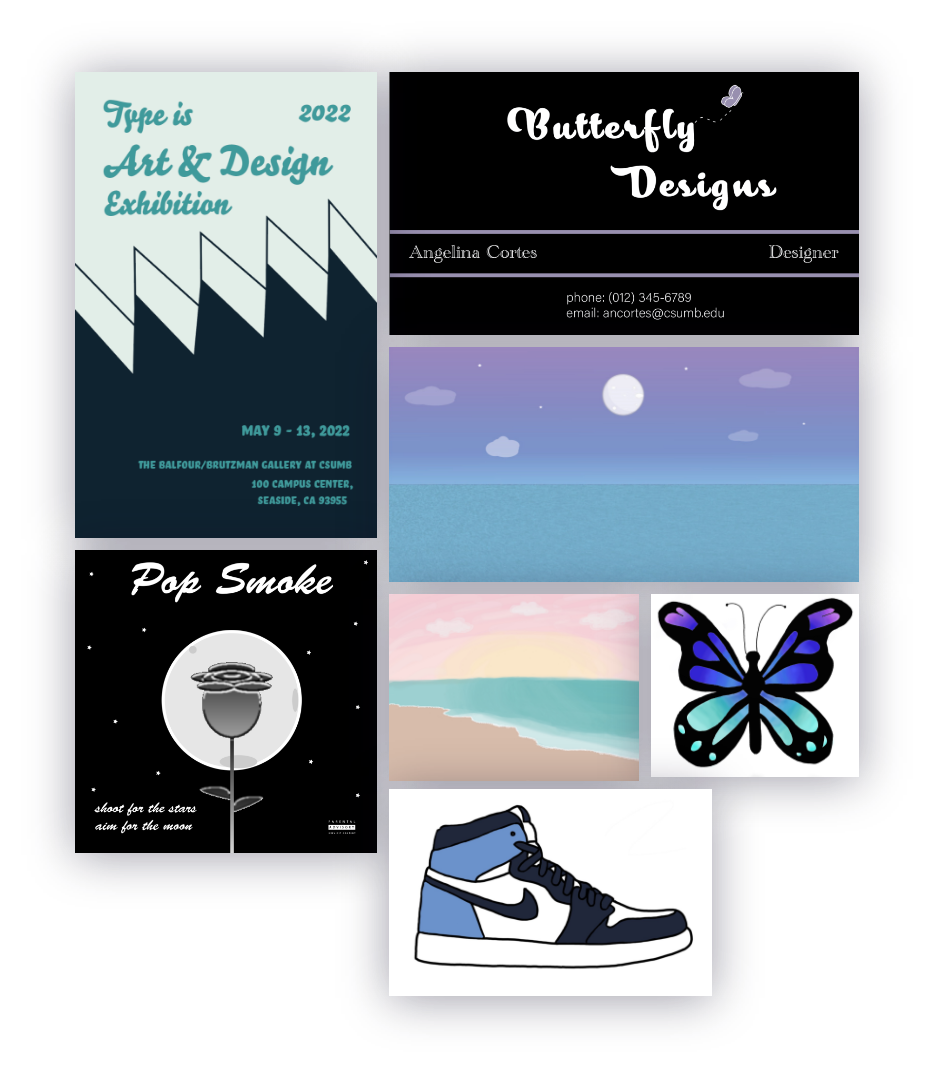 Type is
2022
Art & Design
Exhibition
MAY 9 - 13, 2022
THE BALFOUR/BRUTZMAN GALLERY AT CSUMB
100 CAMPUS CENTER,
SEASIDE, CA 93955
Butterfly
Designs
Angelina Cortes
Designer
phone: (012) 345-6789
email: ancortes@csumb.edu
Pop Smoke
shoot for the stars
aim for the moon
PARENTAL
ADVISORY